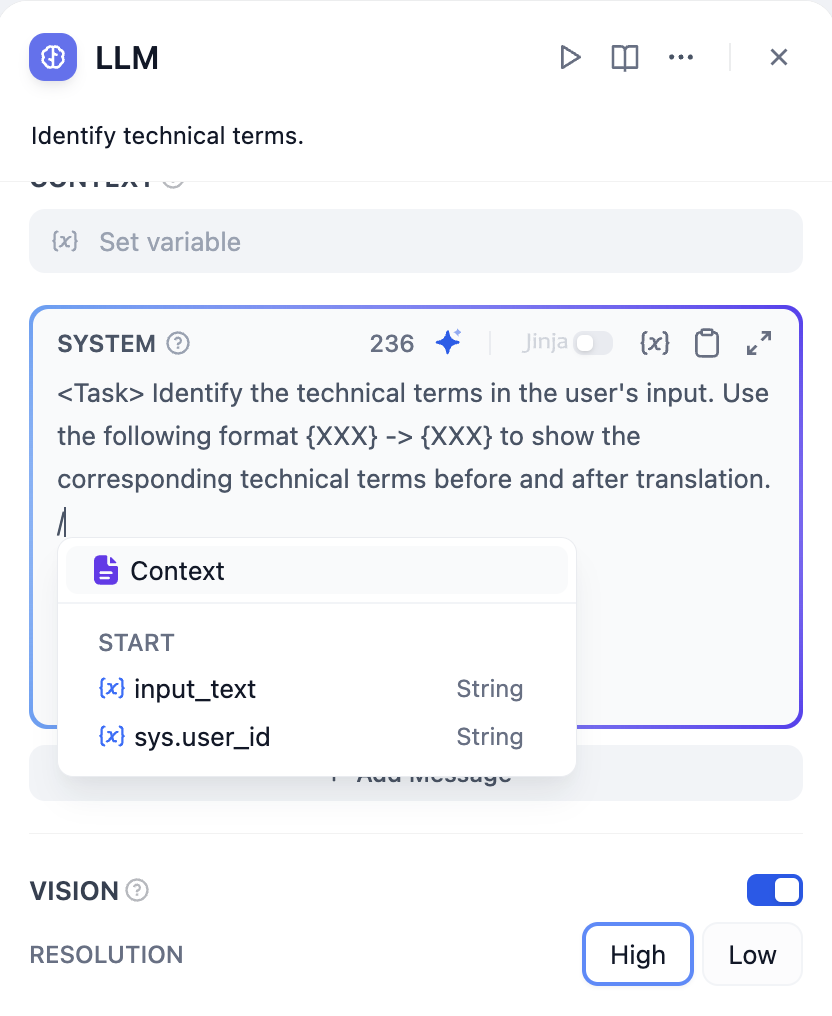 LLM
Identify technical terms.
CONTEXT
{x} Set variable
SYSTEM 236 Jinja {x}
<Task> Identify the technical terms in the user's input. Use
the following format {XXX} -> {XXX} to show the
corresponding technical terms before and after translation.
/
Context
START
{x} input_text String
{x} sys.user_id String
+ Add Message
VISION
RESOLUTION High Low